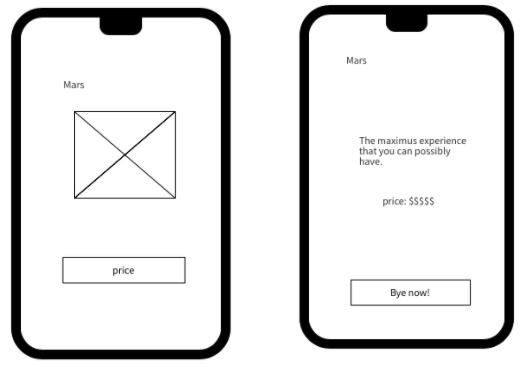 Mars
price
Mars
The maximus experience
that you can possibly
have.
price: $$$$$
Bye now!